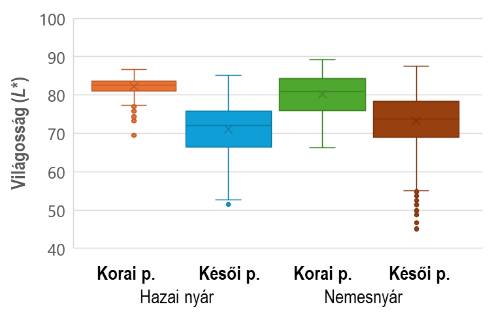 100
90
80
70
60
50
40
Világosság (L*)
Korai p. Késői p. Korai p. Késői p.
Hazai nyár Nemesnyár